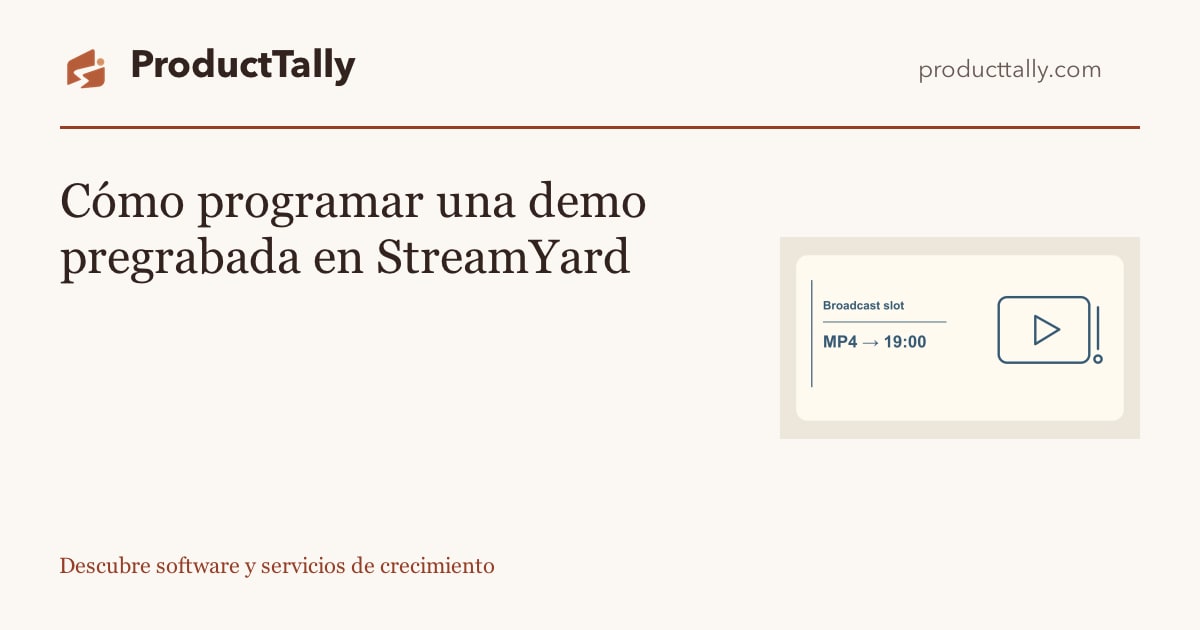 ProductTally
producttally.com
Cómo programar una demo
pregrabada en StreamYard
Broadcast slot
MP4 → 19:00
Descubre software y servicios de crecimiento